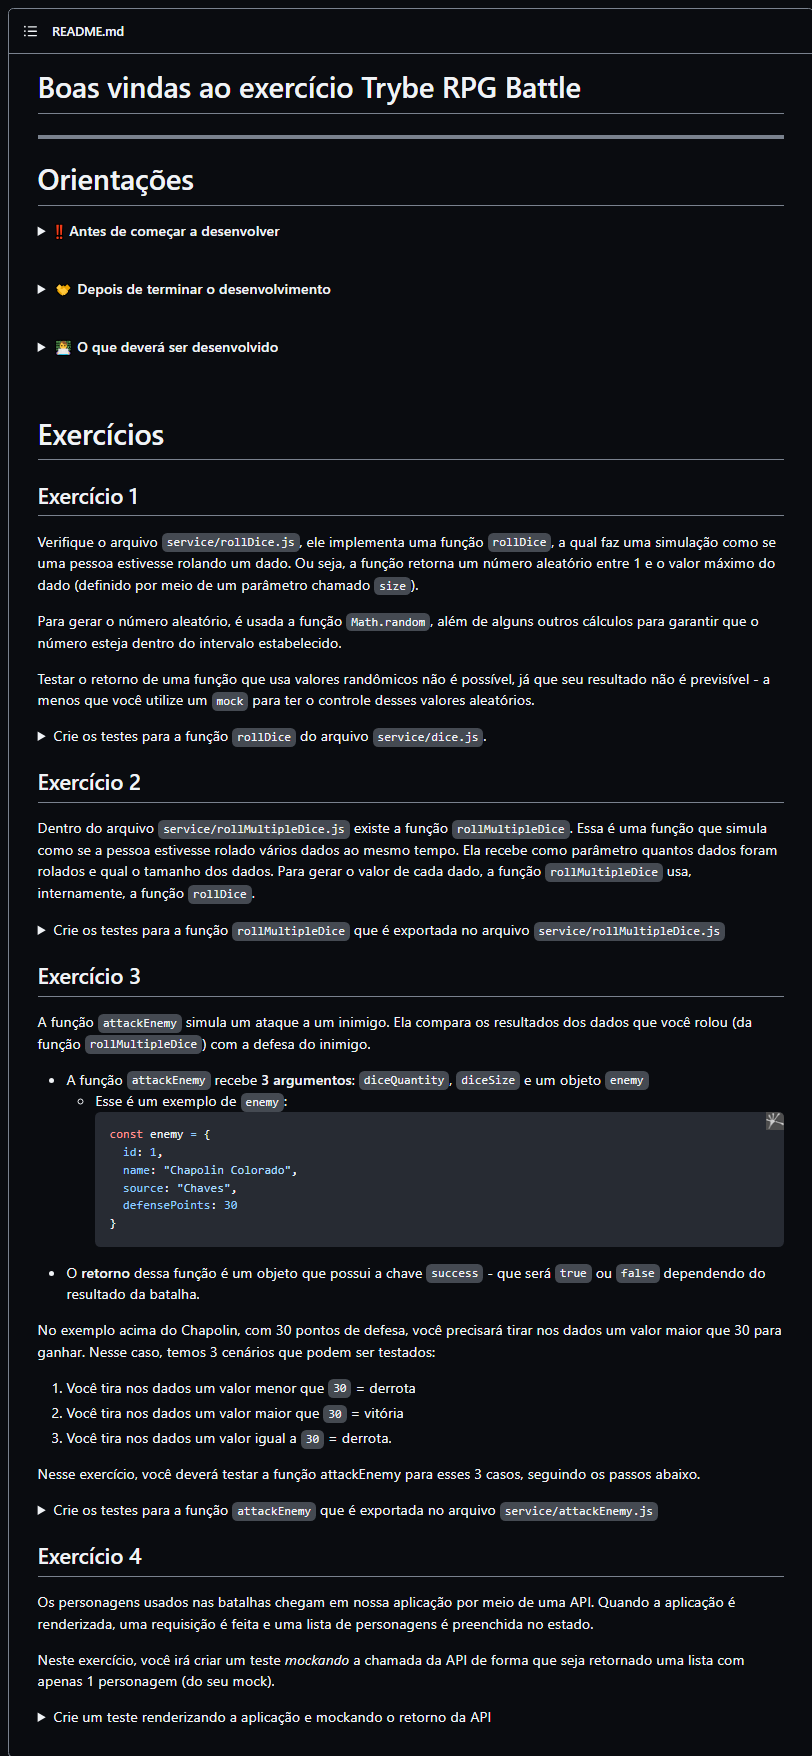 README.md
Boas vindas ao exercício Trybe RPG Battle
Orientações
‼️ Antes de começar a desenvolver
🤝 Depois de terminar o desenvolvimento
👨‍💻 O que deverá ser desenvolvido
Exercícios
Exercício 1
Verifique o arquivo service/rollDice.js, ele implementa uma função rollDice, a qual faz uma simulação como se
uma pessoa estivesse rolando um dado. Ou seja, a função retorna um número aleatório entre 1 e o valor máximo do
dado (definido por meio de um parâmetro chamado size).
Para gerar o número aleatório, é usada a função Math.random, além de alguns outros cálculos para garantir que o
número esteja dentro do intervalo estabelecido.
Testar o retorno de uma função que usa valores randômicos não é possível, já que seu resultado não é previsível - a
menos que você utilize um mock para ter o controle desses valores aleatórios.
Crie os testes para a função rollDice do arquivo service/dice.js.
Exercício 2
Dentro do arquivo service/rollMultipleDice.js existe a função rollMultipleDice. Essa é uma função que simula
como se a pessoa estivesse rolado vários dados ao mesmo tempo. Ela recebe como parâmetro quantos dados foram
rolados e qual o tamanho dos dados. Para gerar o valor de cada dado, a função rollMultipleDice usa,
internamente, a função rollDice.
Crie os testes para a função rollMultipleDice que é exportada no arquivo service/rollMultipleDice.js
Exercício 3
A função attackEnemy simula um ataque a um inimigo. Ela compara os resultados dos dados que você rolou (da
função rollMultipleDice) com a defesa do inimigo.
• A função attackEnemy recebe 3 argumentos: diceQuantity, diceSize e um objeto enemy
◦ Esse é um exemplo de enemy:
const enemy = {
id: 1,
name: "Chapolin Colorado",
source: "Chaves",
defensePoints: 30
}
• O retorno dessa função é um objeto que possui a chave success - que será true ou false dependendo do
resultado da batalha.
No exemplo acima do Chapolin, com 30 pontos de defesa, você precisará tirar nos dados um valor maior que 30 para
ganhar. Nesse caso, temos 3 cenários que podem ser testados:
1. Você tira nos dados um valor menor que 30 = derrota
2. Você tira nos dados um valor maior que 30 = vitória
3. Você tira nos dados um valor igual a 30 = derrota.
Nesse exercício, você deverá testar a função attackEnemy para esses 3 casos, seguindo os passos abaixo.
Crie os testes para a função attackEnemy que é exportada no arquivo service/attackEnemy.js
Exercício 4
Os personagens usados nas batalhas chegam em nossa aplicação por meio de uma API. Quando a aplicação é
renderizada, uma requisição é feita e uma lista de personagens é preenchida no estado.
Neste exercício, você irá criar um teste mockando a chamada da API de forma que seja retornado uma lista com
apenas 1 personagem (do seu mock).
Crie um teste renderizando a aplicação e mockando o retorno da API